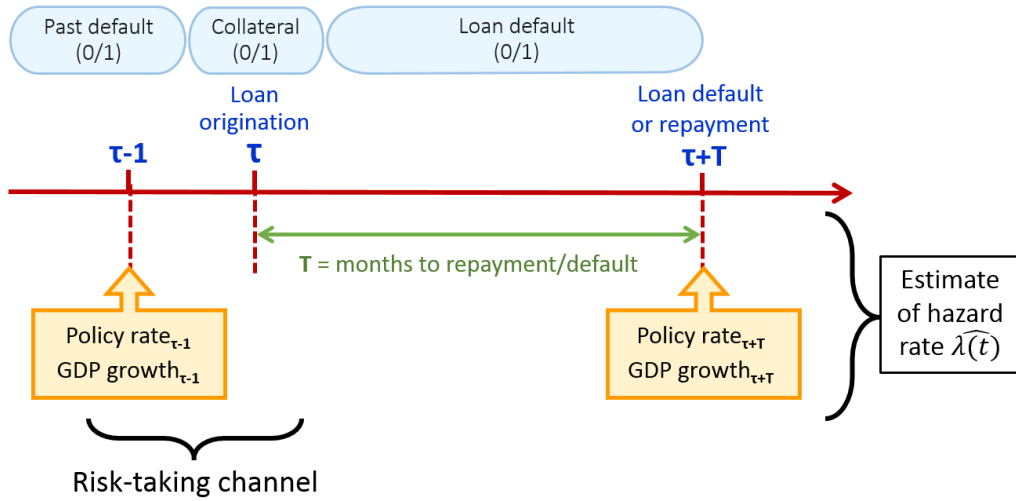 Past default
(0/1)
Collateral
(0/1)
Loan default
(0/1)
Loan
origination
Loan default
or repayment
τ-1
τ
τ+T
T = months to repayment/default
Policy rateτ-1
GDP growthτ-1
Policy rateτ+T
GDP growthτ+T
Estimate
of hazard
rate λ(t)̂
Risk-taking channel